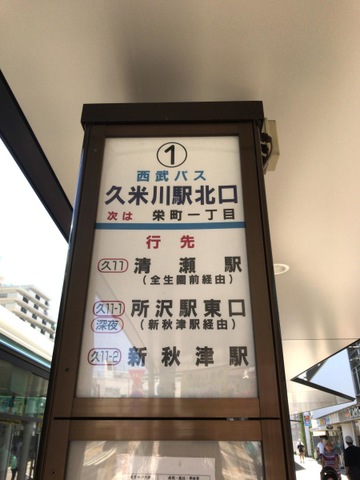 ①
西武バス
久米川駅北口
次は 栄町一丁目
行先
久11 清瀬駅
(全生園前経由)
久11-1 所沢駅東口
深夜 (新秋津駅経由)
久11-2 新秋津駅